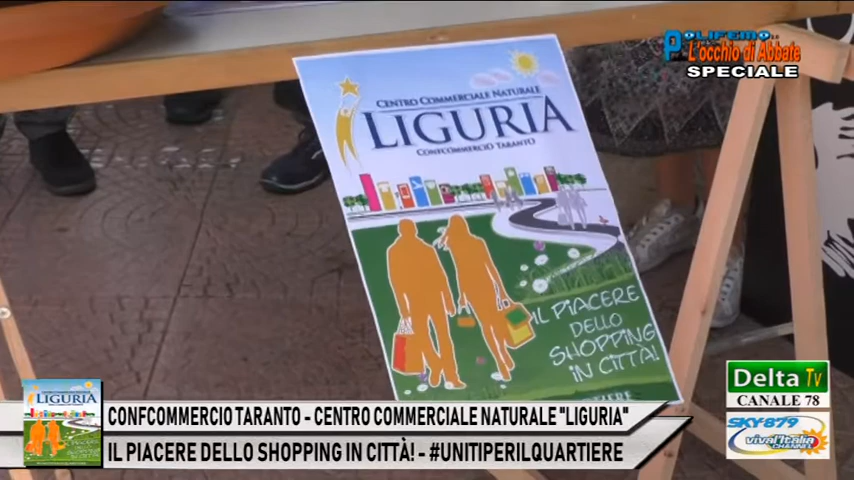 POLIFEMO..
L'occhio di Abbate
SPECIALE
CENTRO COMMERCIALE NATURALE
LIGURIA
CONFCOMMERCIO TARANTO
IL PIACERE
DELLO
SHOPPING
IN CITTÀ!
LIGURIA
CONFCOMMERCIO TARANTO - CENTRO COMMERCIALE NATURALE "LIGURIA"
IL PIACERE DELLO SHOPPING IN CITTÀ! - #UNITIPERILQUARTIERE
Delta Tv
CANALE 78
SKY 879
viva l'Italia
CHANNEL